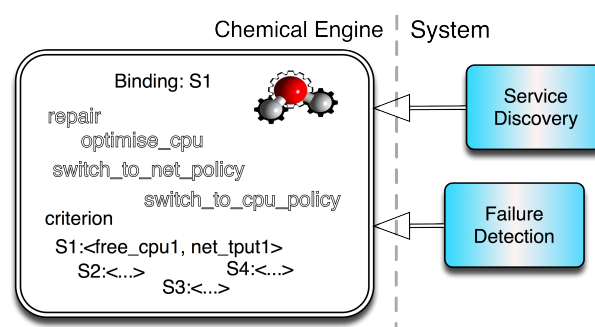 Chemical Engine
System
Binding: S1
repair
optimise_cpu
switch_to_net_policy
switch_to_cpu_policy
criterion
S1:<free_cpu1, net_tput1>
S2:<...>
S4:<...>
S3:<...>
Service
Discovery
Failure
Detection